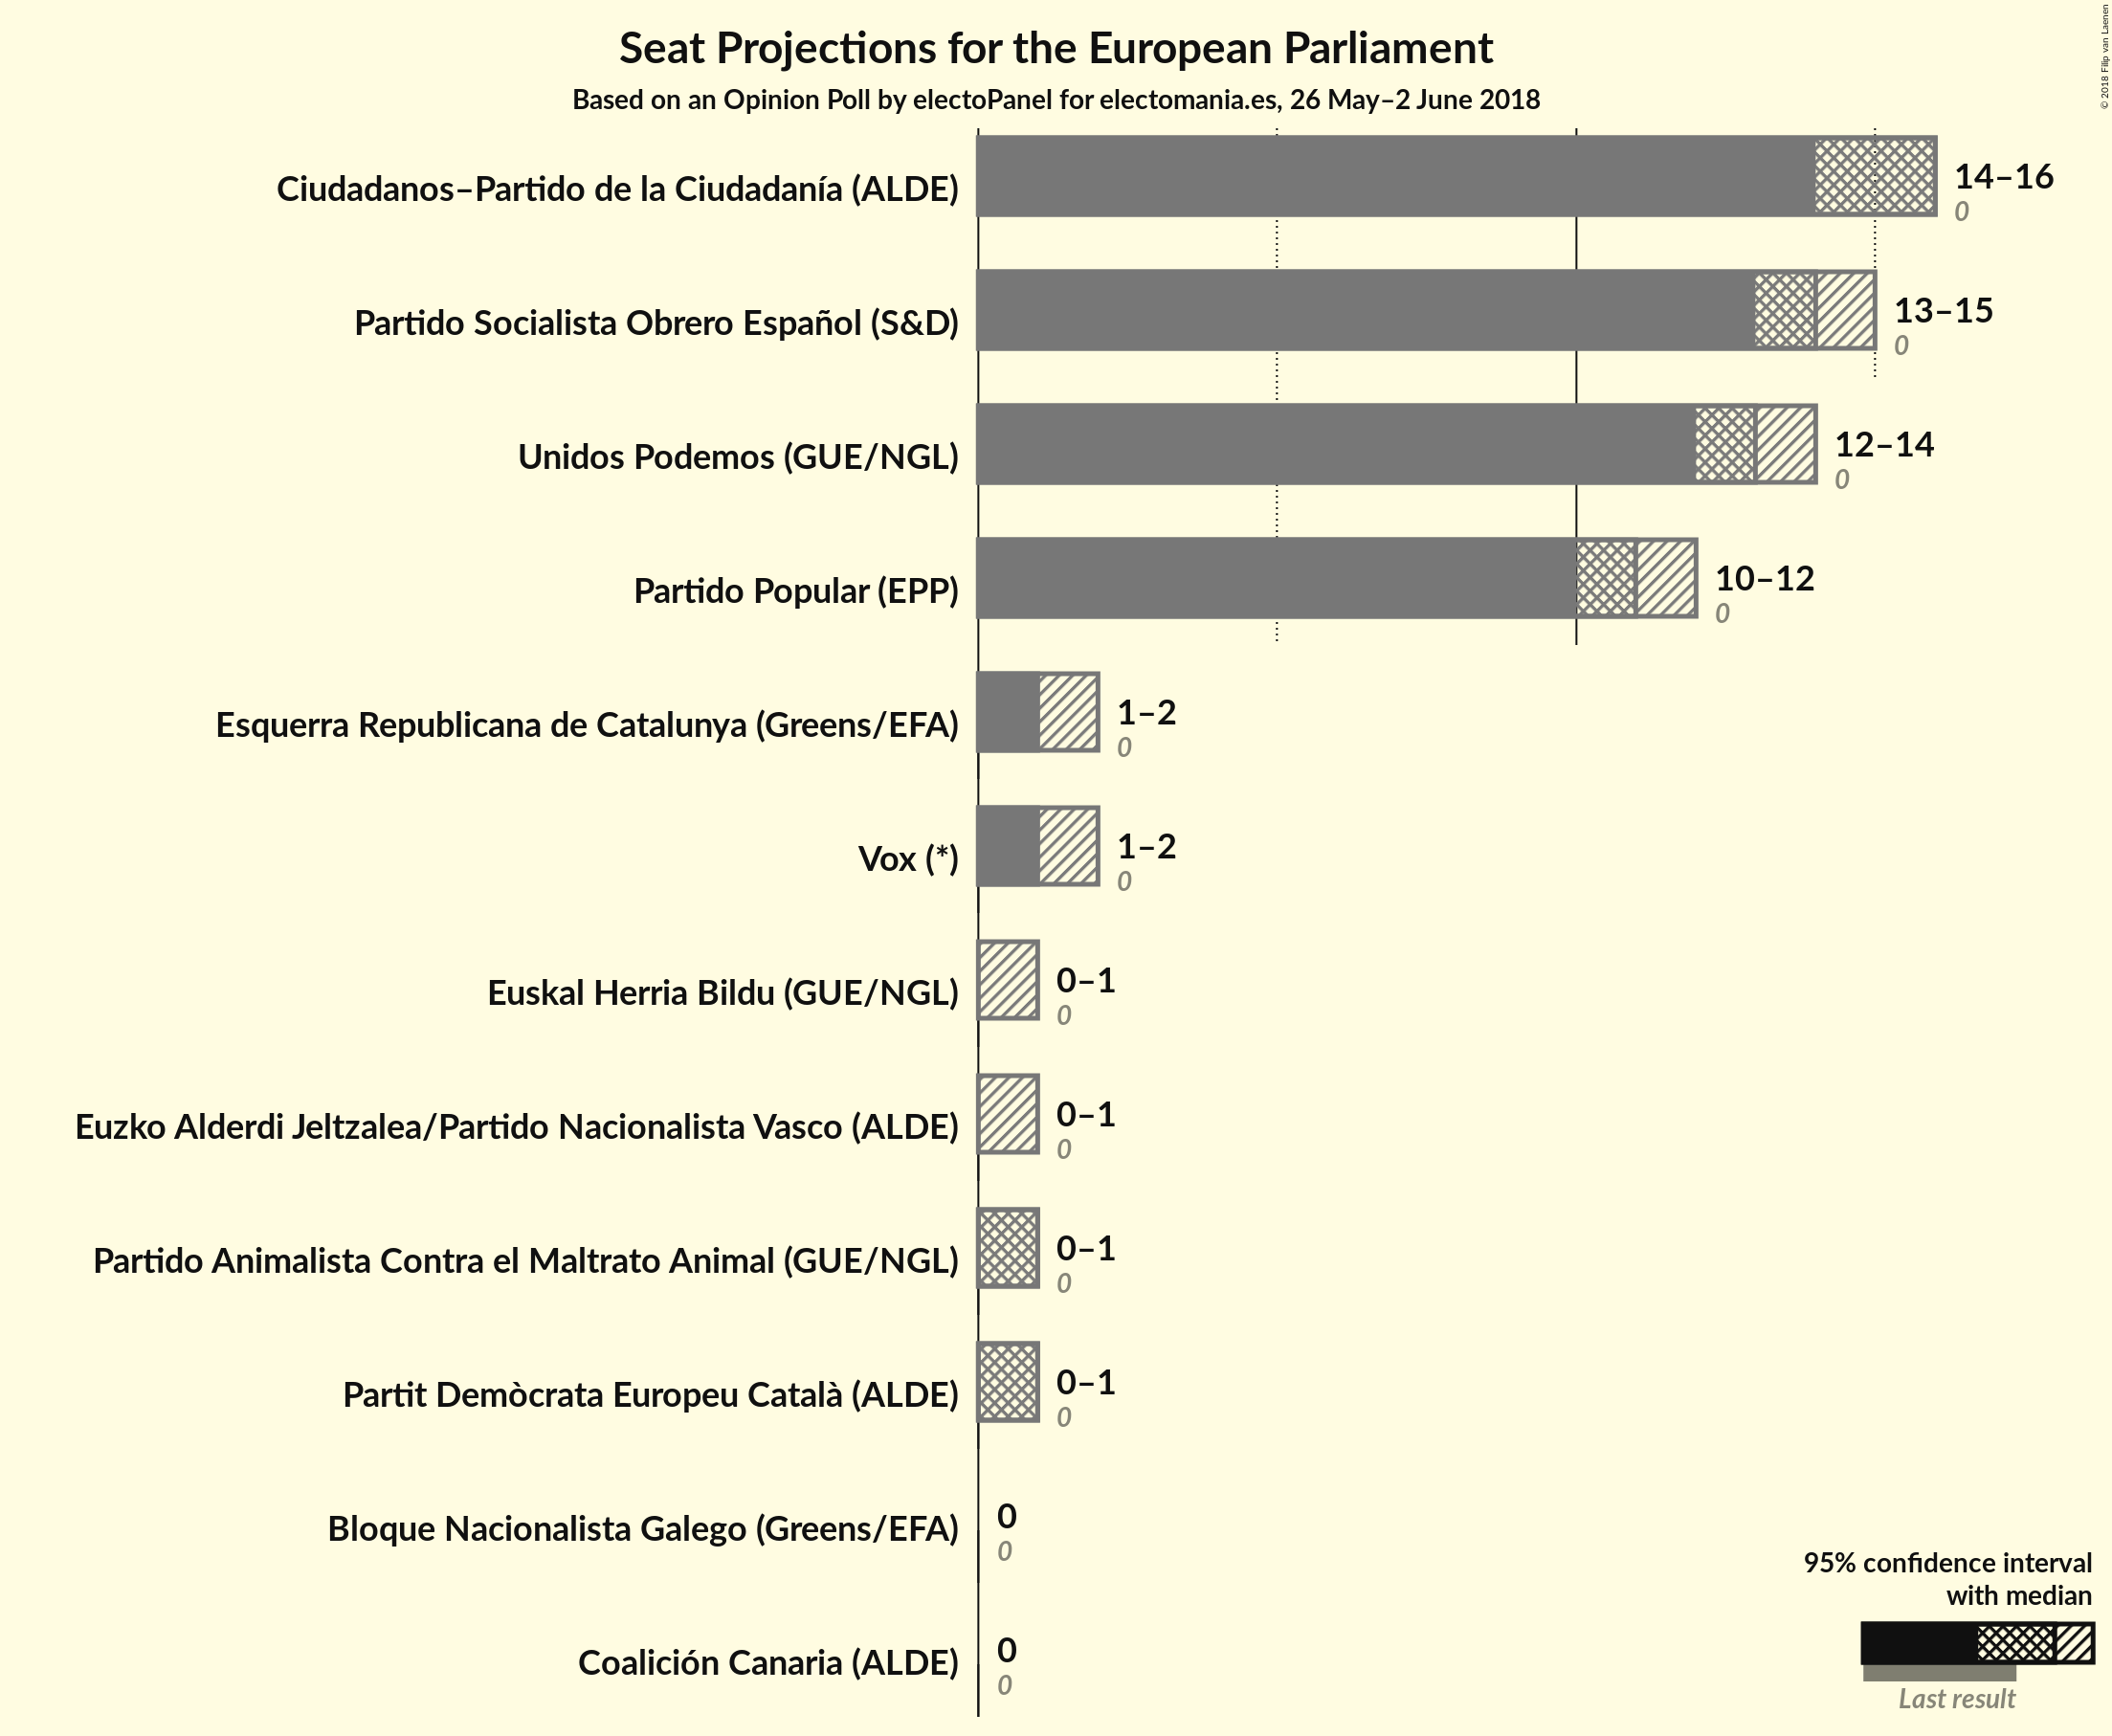 Seat Projections for the European Parliament
Based on an Opinion Poll by electoPanel for electomania.es, 26 May–2 June 2018
© 2018 Filip van Laenen
Ciudadanos–Partido de la Ciudadanía (ALDE)
14–16
0
Partido Socialista Obrero Español (S&D)
13–15
0
Unidos Podemos (GUE/NGL)
12–14
0
Partido Popular (EPP)
10–12
0
Esquerra Republicana de Catalunya (Greens/EFA)
1–2
0
Vox (*)
1–2
0
Euskal Herria Bildu (GUE/NGL)
0–1
0
Euzko Alderdi Jeltzalea/Partido Nacionalista Vasco (ALDE)
0–1
0
Partido Animalista Contra el Maltrato Animal (GUE/NGL)
0–1
0
Partit Demòcrata Europeu Català (ALDE)
0–1
0
Bloque Nacionalista Galego (Greens/EFA)
0
0
Coalición Canaria (ALDE)
0
0
95% confidence interval
with median
Last result